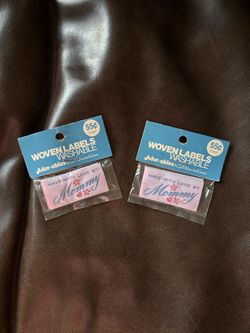 55¢
WOVEN LABELS
WASHABLE
Ador-ables
MADE WITH LOVE BY
Mommy
55¢
WOVEN LABELS
WASHABLE
Ador-ables
MADE WITH LOVE BY
Mommy